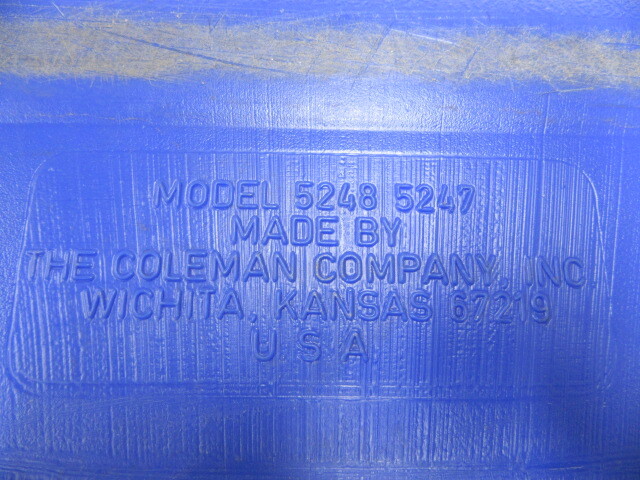 MODEL 5248 5247
MADE BY
THE COLEMAN COMPANY, INC.
WICHITA, KANSAS 67219
U S A